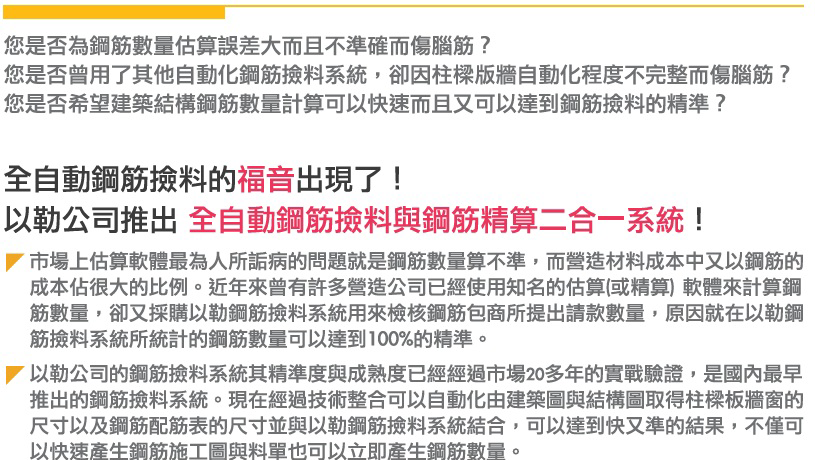 您是否為鋼筋數量估算誤差大而且不準確而傷腦筋？
您是否曾用了其他自動化鋼筋撿料系統，卻因柱樑版牆自動化程度不完整而傷腦筋？
您是否希望建築結構鋼筋數量計算可以快速而且又可以達到鋼筋撿料的精準？
全自動鋼筋撿料的福音出現了！
以勒公司推出 全自動鋼筋撿料與鋼筋精算二合一系統！
市場上估算軟體最為人所詬病的問題就是鋼筋數量算不準，而營造材料成本中又以鋼筋的
成本佔很大的比例。近年來曾有許多營造公司已經使用知名的估算(或精算) 軟體來計算鋼
筋數量，卻又採購以勒鋼筋撿料系統用來檢核鋼筋包商所提出請款數量，原因就在以勒鋼
筋撿料系統所統計的鋼筋數量可以達到100%的精準。
以勒公司的鋼筋撿料系統其精準度與成熟度已經經過市場20多年的實戰驗證，是國內最早
推出的鋼筋撿料系統。現在經過技術整合可以自動化由建築圖與結構圖取得柱樑板牆窗的
尺寸以及鋼筋配筋表的尺寸並與以勒鋼筋撿料系統結合，可以達到快又準的結果，不僅可
以快速產生鋼筋施工圖與料單也可以立即產生鋼筋數量。